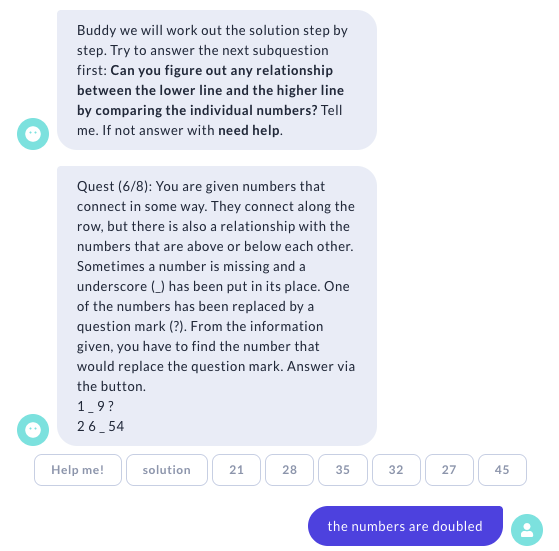 Buddy we will work out the solution step by
step. Try to answer the next subquestion
first: Can you figure out any relationship
between the lower line and the higher line
by comparing the individual numbers? Tell
me. If not answer with need help.
Quest (6/8): You are given numbers that
connect in some way. They connect along the
row, but there is also a relationship with the
numbers that are above or below each other.
Sometimes a number is missing and a
underscore (_) has been put in its place. One
of the numbers has been replaced by a
question mark (?). From the information
given, you have to find the number that
would replace the question mark. Answer via
the button.
1 _ 9 ?
2 6 _ 54
Help me! solution 21 28 35 32 27 45
the numbers are doubled